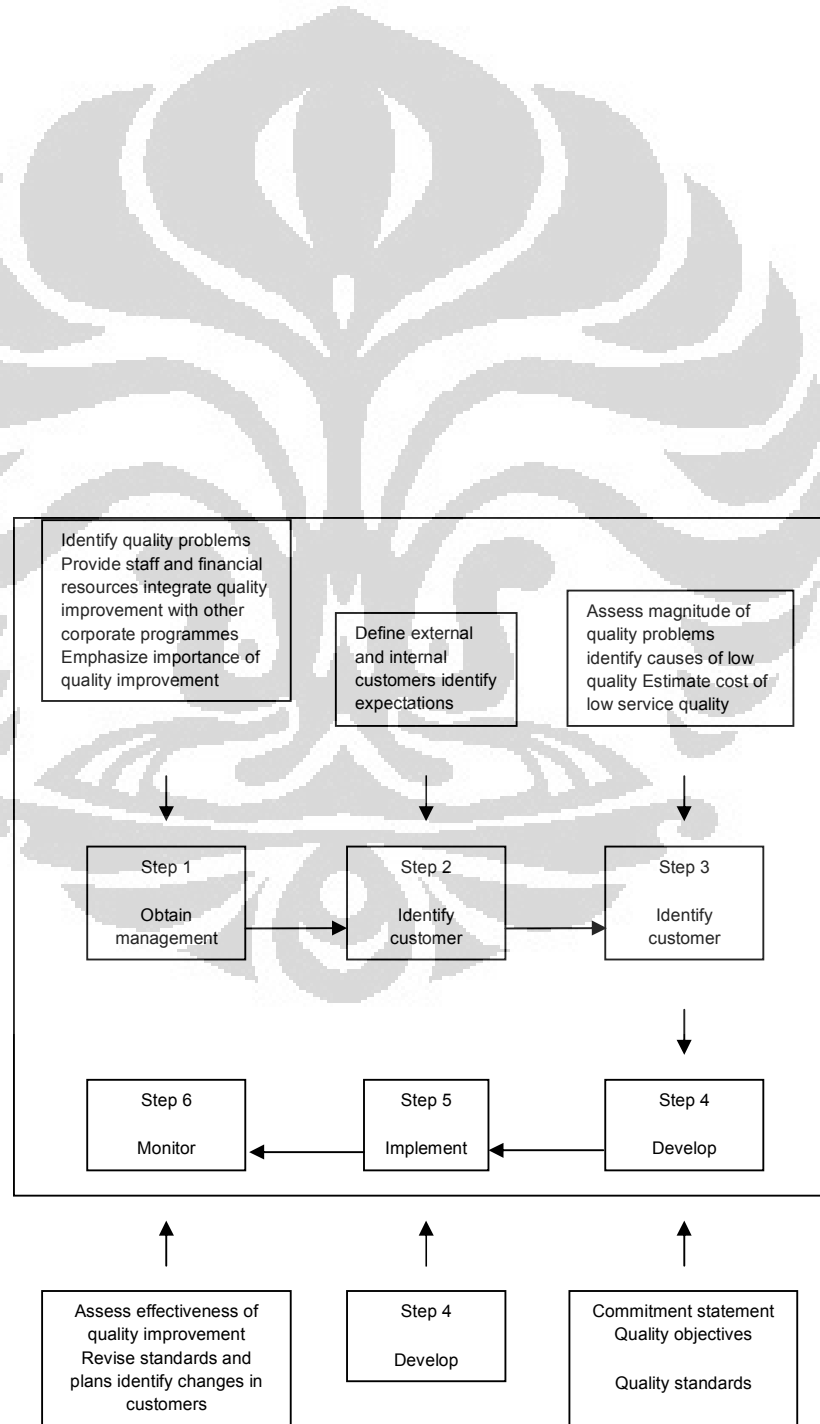 Identify quality problems
Provide staff and financial
resources integrate quality
improvement with other
corporate programmes
Emphasize importance of
quality improvement
Define external
and internal
customers identify
expectations
Assess magnitude of
quality problems
identify causes of low
quality Estimate cost of
low service quality
Step 1
Obtain
management
Step 2
Identify
customer
Step 3
Identify
customer
Step 6
Monitor
Step 5
Implement
Step 4
Develop
Assess effectiveness of
quality improvement
Revise standards and
plans identify changes in
customers
Step 4
Develop
Commitment statement
Quality objectives
Quality standards